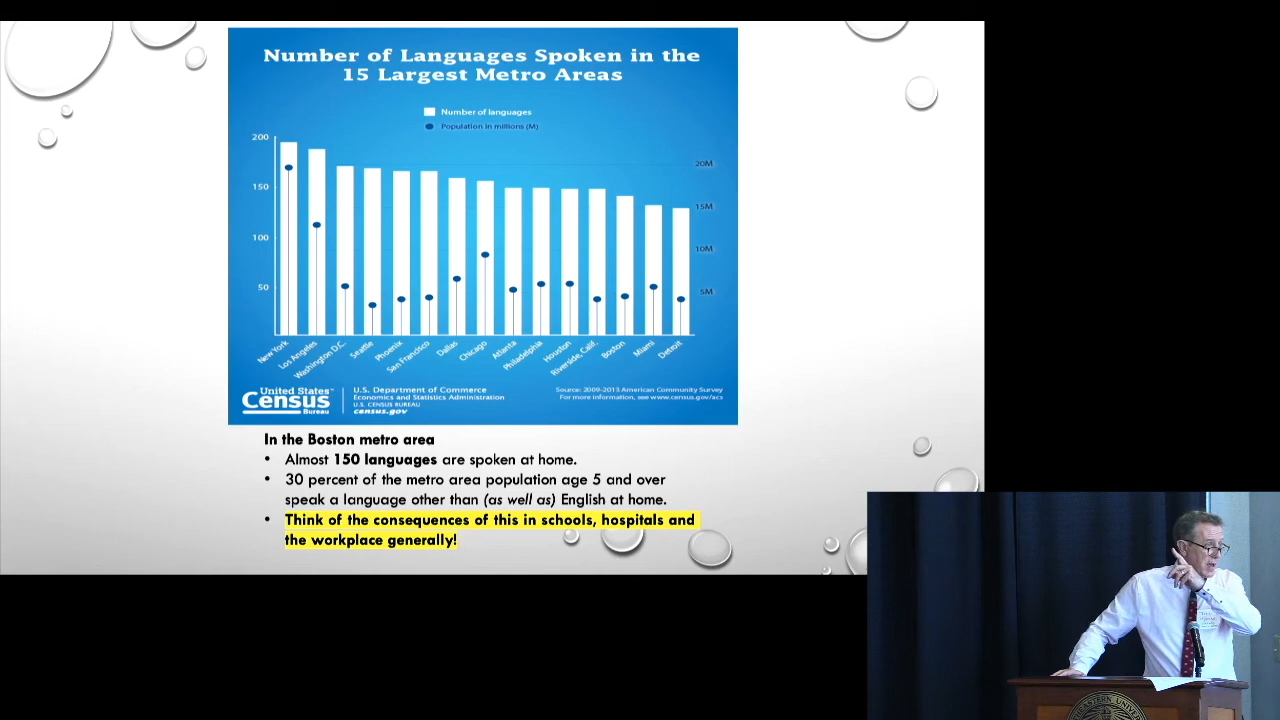 Number of Languages Spoken in the
15 Largest Metro Areas
Number of languages
Population in millions (M)
200
150
100
50
20M
15M
10M
5M
New York
Los Angeles
Washington D.C.
Seattle
Phoenix
San Francisco
Dallas
Chicago
Atlanta
Philadelphia
Houston
Riverside, Calif.
Boston
Miami
Detroit
United States™
Census
Bureau
U.S. Department of Commerce
Economics and Statistics Administration
U.S. CENSUS BUREAU
census.gov
Source: 2009-2013 American Community Survey
For more information, see www.census.gov/acs
In the Boston metro area
• Almost 150 languages are spoken at home.
• 30 percent of the metro area population age 5 and over
speak a language other than (as well as) English at home.
• Think of the consequences of this in schools, hospitals and
the workplace generally!